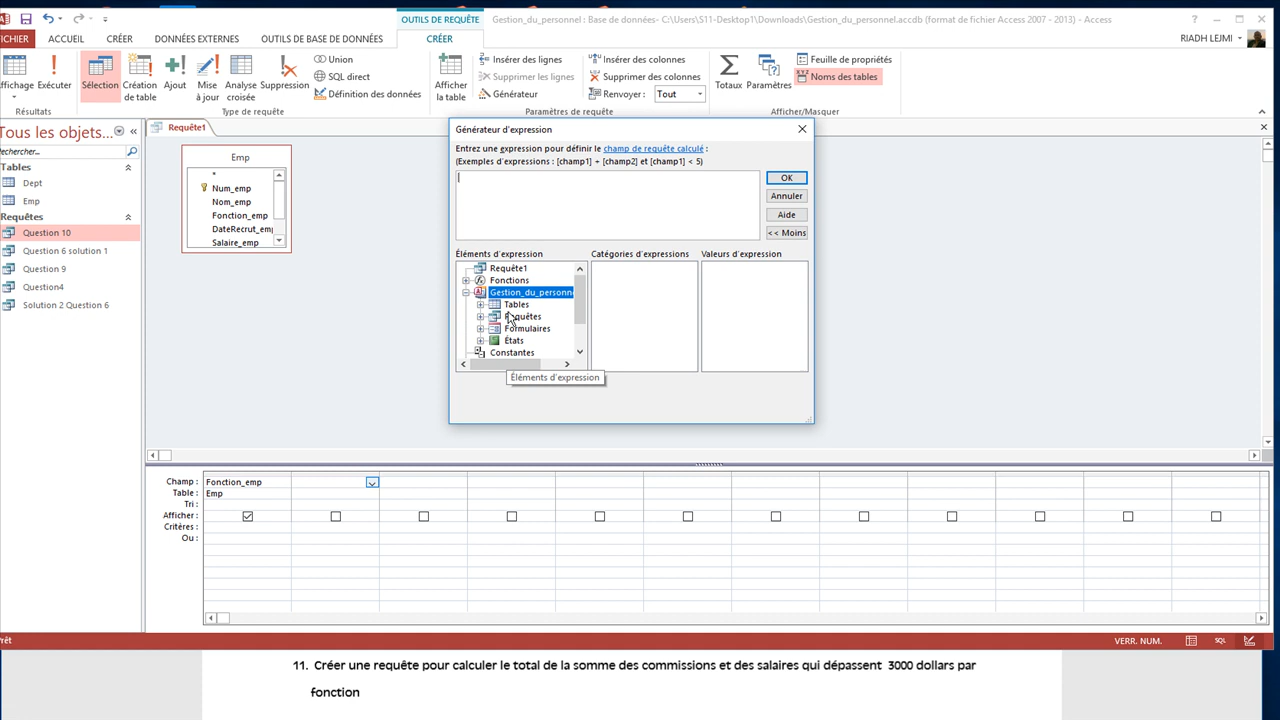 OUTILS DE REQUÊTE
Gestion_du_personnel : Base de données- C:\Users\S11-Desktop1\Downloads\Gestion_du_personnel.accdb (format de fichier Access 2007 - 2013) - Access
FICHIER ACCUEIL CRÉER DONNÉES EXTERNES OUTILS DE BASE DE DONNÉES CRÉER
RIADH LEJMI
Affichage Exécuter
Sélection Création de table Ajout Mise à jour Analyse croisée Suppression
Union
SQL direct
Définition des données
Afficher la table
Insérer des lignes
Supprimer les lignes
Générateur
Insérer des colonnes
Supprimer des colonnes
Renvoyer : Tout
Totaux Paramètres
Feuille de propriétés
Noms des tables
Résultats Type de requête Paramètres de requête Afficher/Masquer
Tous les objets...
Rechercher...
Tables
Dept
Emp
Requêtes
Question 10
Question 6 solution 1
Question 9
Question4
Solution 2 Question 6
Requête1
Emp
*
Num_emp
Nom_emp
Fonction_emp
DateRecrut_emp
Salaire_emp
Générateur d'expression
Entrez une expression pour définir le champ de requête calculé :
(Exemples d'expressions : [champ1] + [champ2] et [champ1] < 5)
OK
Annuler
Aide
<< Moins
Éléments d'expression Catégories d'expressions Valeurs d'expression
Requête1
Fonctions
Gestion_du_personne
Tables
Requêtes
Formulaires
États
Constantes
Éléments d'expression
Champ : Fonction_emp
Table : Emp
Tri :
Afficher :
Critères :
Ou :
Prêt
VERR. NUM. SQL
11. Créer une requête pour calculer le total de la somme des commissions et des salaires qui dépassent 3000 dollars par
fonction